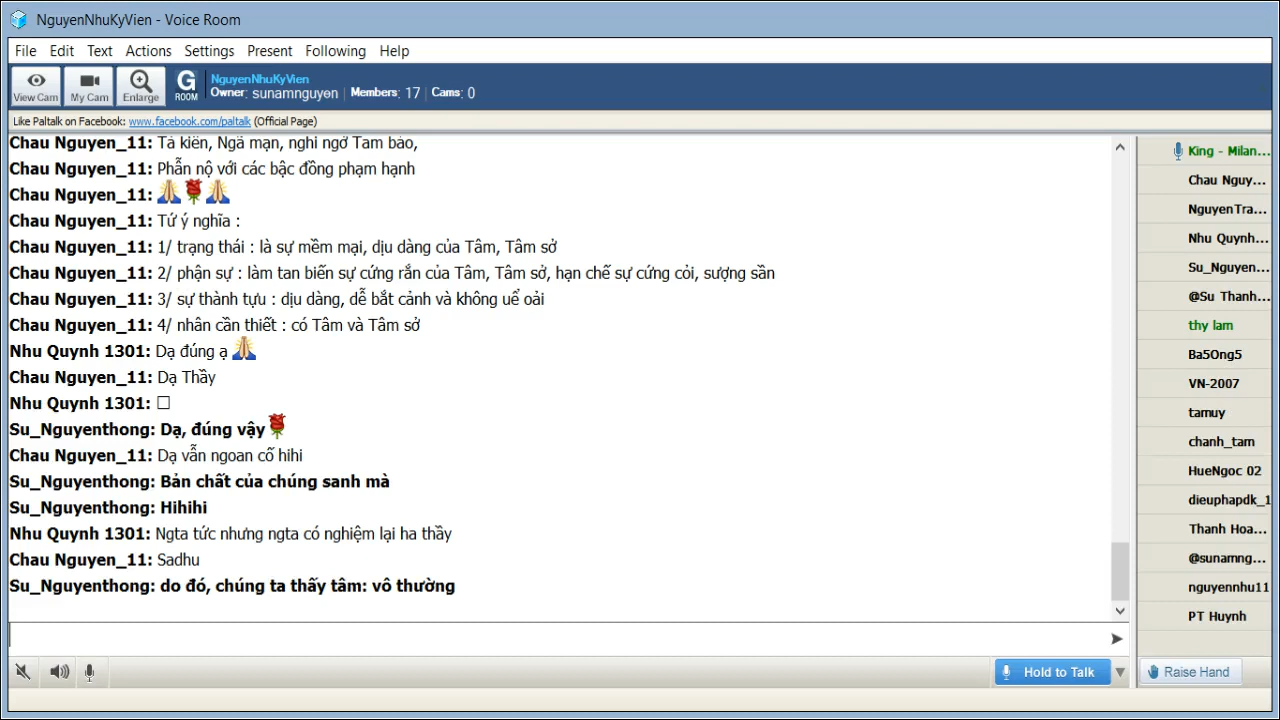 NguyenNhuKyVien - Voice Room
File Edit Text Actions Settings Present Following Help
View Cam My Cam Enlarge G ROOM
NguyenNhuKyVien
Owner: sunamnguyen Members: 17 Cams: 0
Like Paltalk on Facebook: www.facebook.com/paltalk (Official Page)
Chau Nguyen_11: Tà kiến, Ngã mạn, nghi ngờ Tam bảo,
Chau Nguyen_11: Phẫn nộ với các bậc đồng phạm hạnh
Chau Nguyen_11: 🙏🌹🙏
Chau Nguyen_11: Tứ ý nghĩa :
Chau Nguyen_11: 1/ trạng thái : là sự mềm mại, dịu dàng của Tâm, Tâm sở
Chau Nguyen_11: 2/ phận sự : làm tan biến sự cứng rắn của Tâm, Tâm sở, hạn chế sự cứng cỏi, sượng sần
Chau Nguyen_11: 3/ sự thành tựu : dịu dàng, dễ bắt cảnh và không uể oải
Chau Nguyen_11: 4/ nhân cần thiết : có Tâm và Tâm sở
Nhu Quynh 1301: Dạ đúng ạ 🙏
Chau Nguyen_11: Dạ Thầy
Nhu Quynh 1301: □
Su_Nguyenthong: Dạ, đúng vậy🌹
Chau Nguyen_11: Dạ vẫn ngoan cố hihi
Su_Nguyenthong: Bản chất của chúng sanh mà
Su_Nguyenthong: Hihihi
Nhu Quynh 1301: Ngta tức nhưng ngta có nghiệm lại ha thầy
Chau Nguyen_11: Sadhu
Su_Nguyenthong: do đó, chúng ta thấy tâm: vô thường
King - Milan...
Chau Nguy...
NguyenTra...
Nhu Quynh...
Su_Nguyen...
@Su Thanh...
thy lam
Ba5Ong5
VN-2007
tamuy
chanh_tam
HueNgoc 02
dieuphapdk_1
Thanh Hoa...
@sunamng...
nguyennhu11
PT Huynh
Hold to Talk
Raise Hand